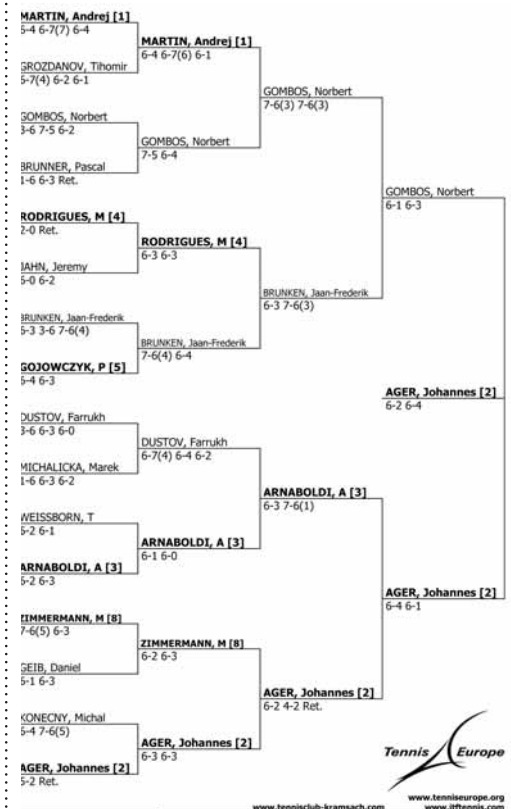 MARTIN, Andrej [1]
6-4 6-7(7) 6-4
GROZDANOV, Tihomir
6-7(4) 6-2 6-1
GOMBOS, Norbert
3-6 7-5 6-2
BRUNNER, Pascal
1-6 6-3 Ret.
RODRIGUES, M [4]
2-0 Ret.
JAHN, Jeremy
6-0 6-2
BRUNKEN, Jaan-Frederik
6-3 3-6 7-6(4)
GOJOWCZYK, P [5]
6-4 6-3
DUSTOV, Farrukh
3-6 6-3 6-0
MICHALICKA, Marek
1-6 6-3 6-2
WEISSBORN, T
6-2 6-1
ARNABOLDI, A [3]
6-2 6-3
ZIMMERMANN, M [8]
7-6(5) 6-3
GEIB, Daniel
6-1 6-3
KONECNY, Michal
6-4 7-6(5)
AGER, Johannes [2]
6-2 Ret.
MARTIN, Andrej [1]
6-4 6-7(6) 6-1
GOMBOS, Norbert
7-5 6-4
RODRIGUES, M [4]
6-3 6-3
BRUNKEN, Jaan-Frederik
7-6(4) 6-4
DUSTOV, Farrukh
6-7(4) 6-4 6-2
ARNABOLDI, A [3]
6-1 6-0
ZIMMERMANN, M [8]
6-2 6-3
AGER, Johannes [2]
6-3 6-3
GOMBOS, Norbert
7-6(3) 7-6(3)
BRUNKEN, Jaan-Frederik
6-3 7-6(3)
ARNABOLDI, A [3]
6-3 7-6(1)
AGER, Johannes [2]
6-2 4-2 Ret.
GOMBOS, Norbert
6-1 6-3
AGER, Johannes [2]
6-4 6-1
AGER, Johannes [2]
6-2 6-4
Tennis Europe
www.tenniseurope.org
www.tennisclub-kramsach.com
www.itftennis.com